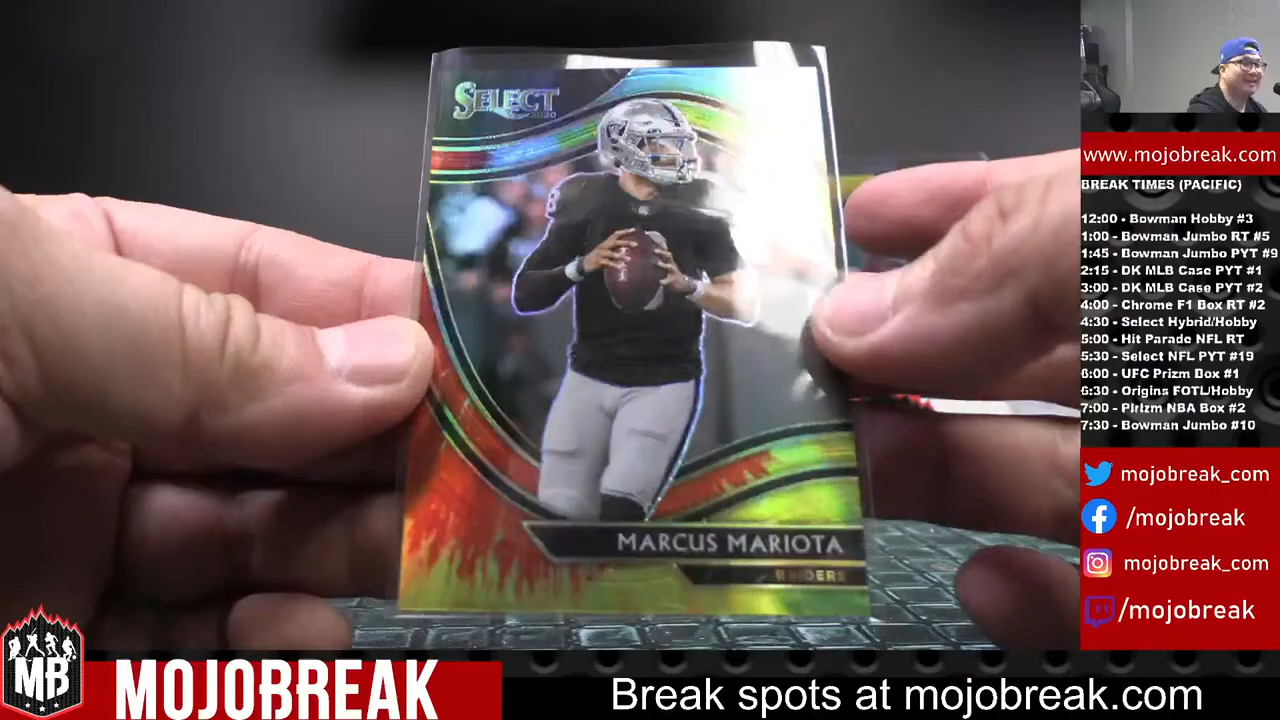 SELECT
2020
MARCUS MARIOTA
RAIDERS
www.mojobreak.com
BREAK TIMES (PACIFIC)
12:00 - Bowman Hobby #3
1:00 - Bowman Jumbo RT #5
1:45 - Bowman Jumbo PYT #9
2:15 - DK MLB Case PYT #1
3:00 - DK MLB Case PYT #2
4:00 - Chrome F1 Box RT #2
4:30 - Select Hybrid/Hobby
5:00 - Hit Parade NFL RT
5:30 - Select NFL PYT #19
6:00 - UFC Prizm Box #1
6:30 - Origins FOTL/Hobby
7:00 - PIrizm NBA Box #2
7:30 - Bowman Jumbo #10
mojobreak_com
/mojobreak
mojobreak_com
/mojobreak
MB
MOJOBREAK
Break spots at mojobreak.com